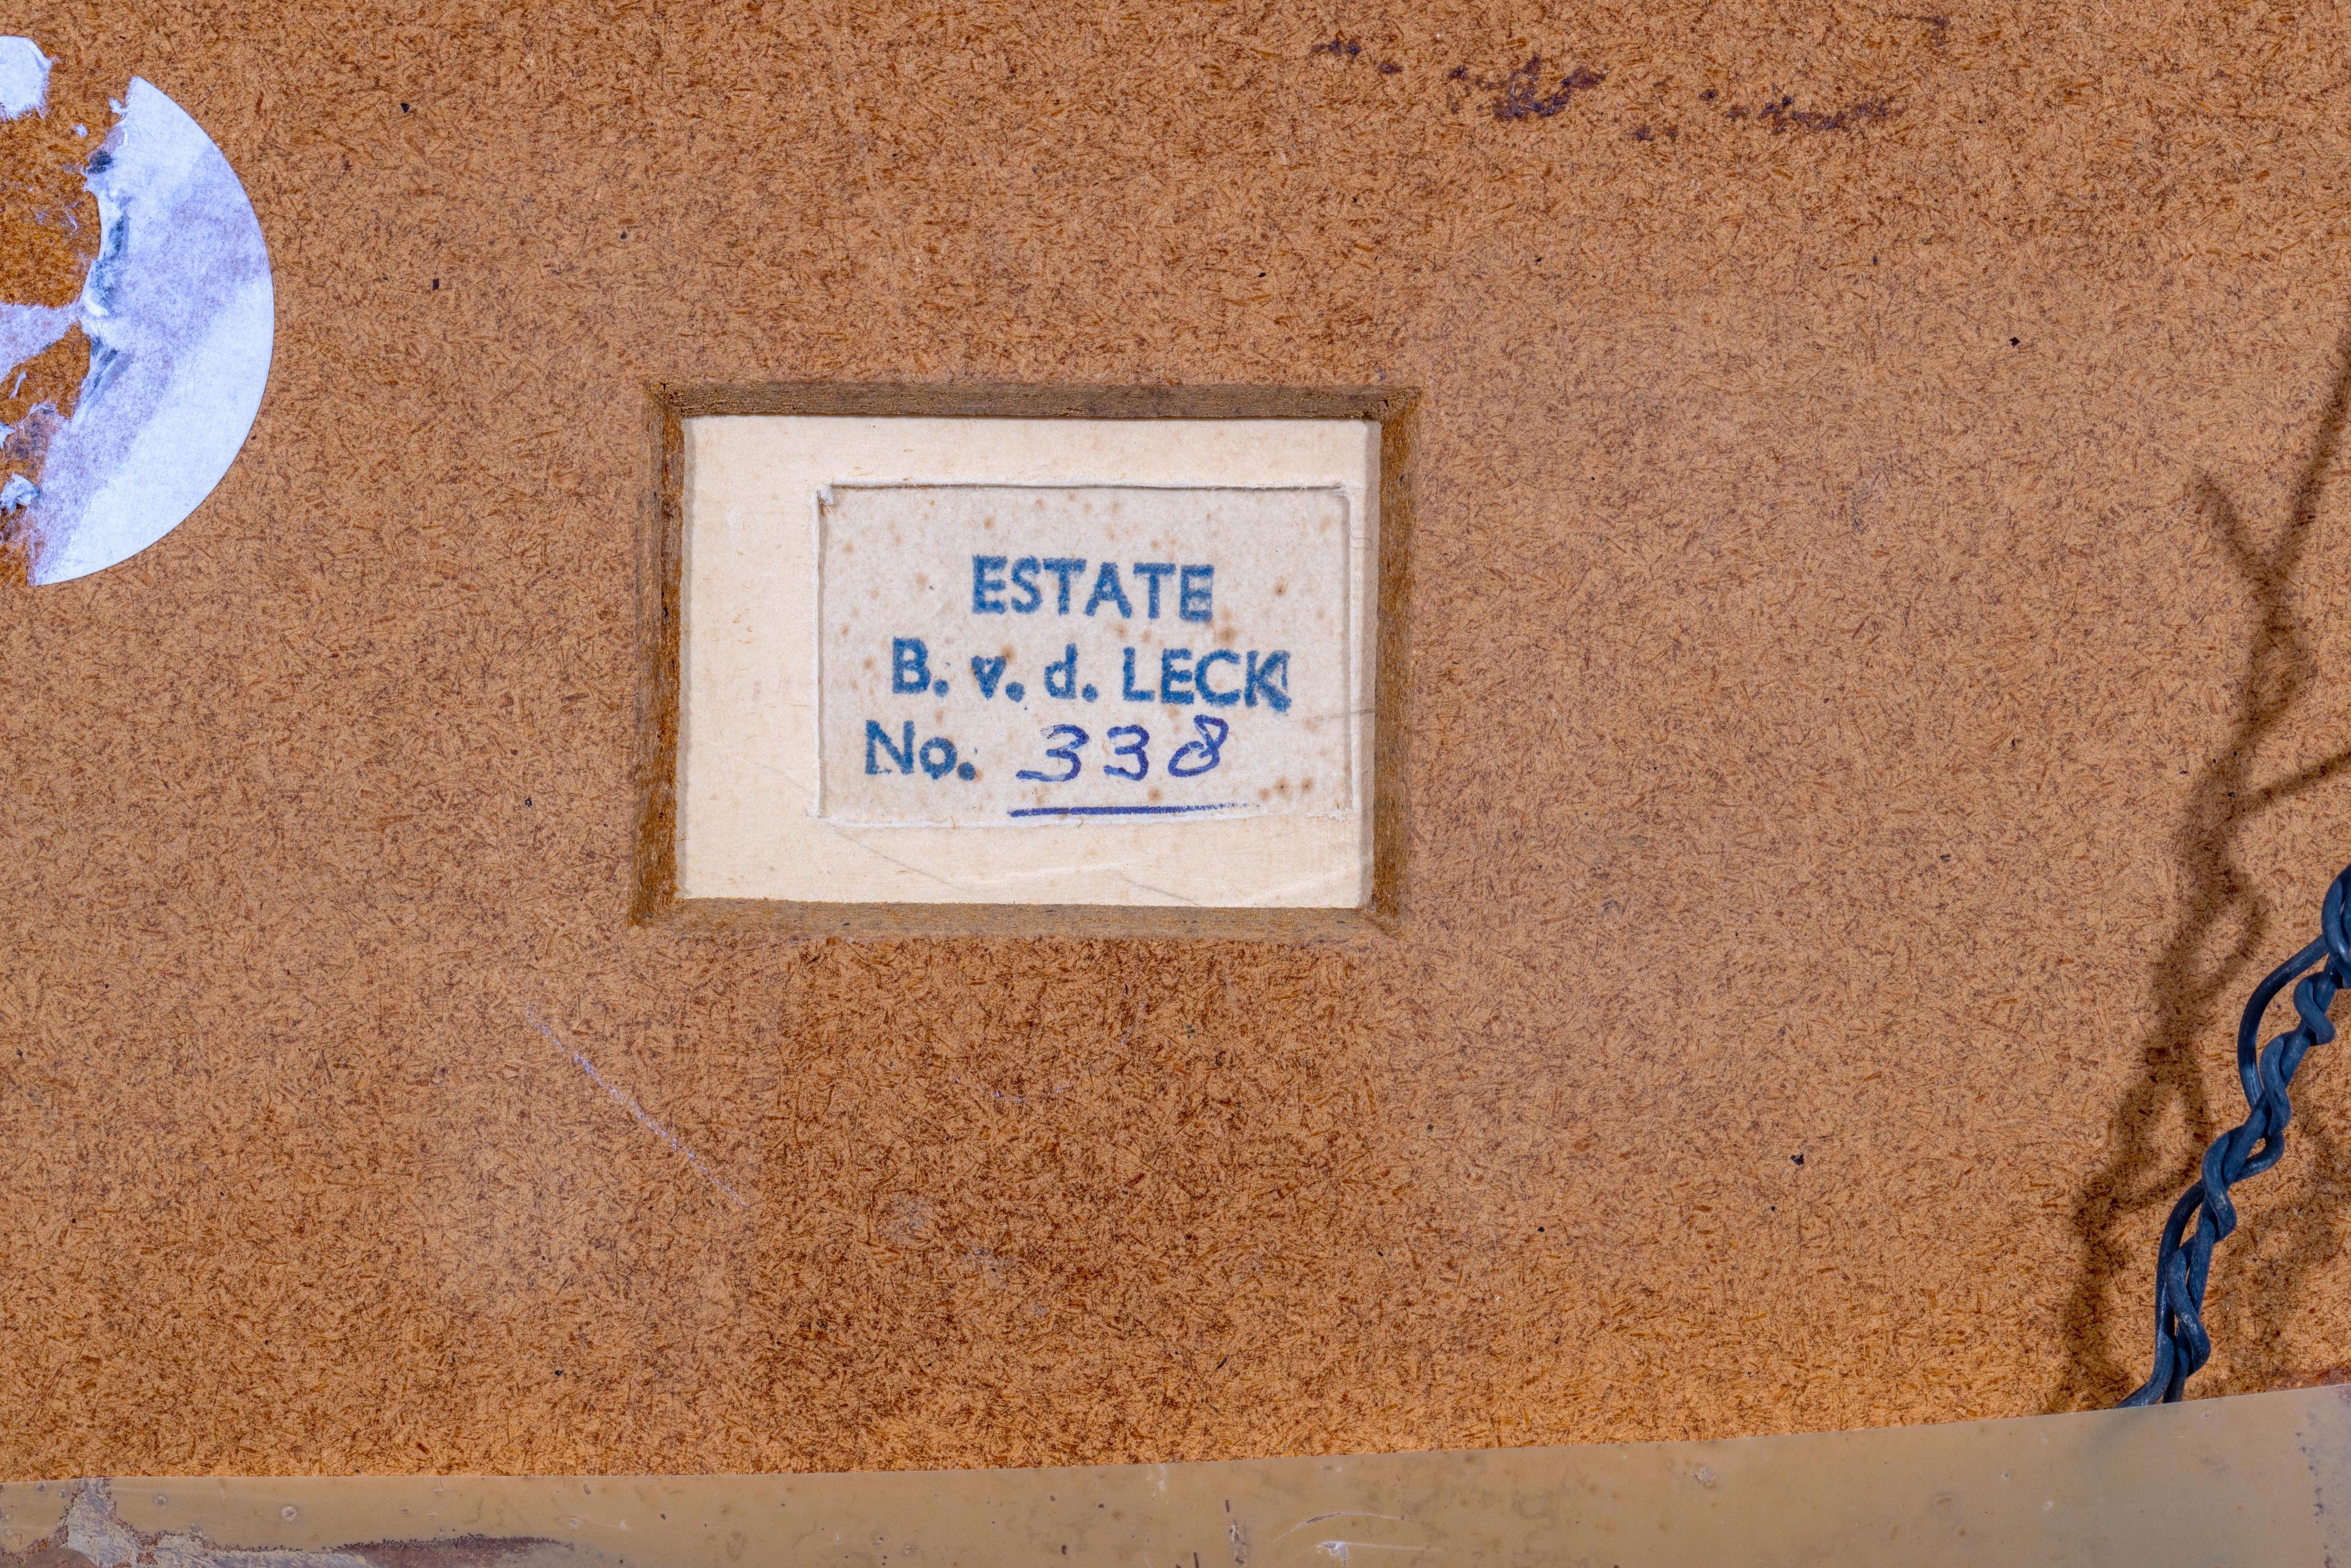 ESTATE
B. v. d. LECK
No. 338